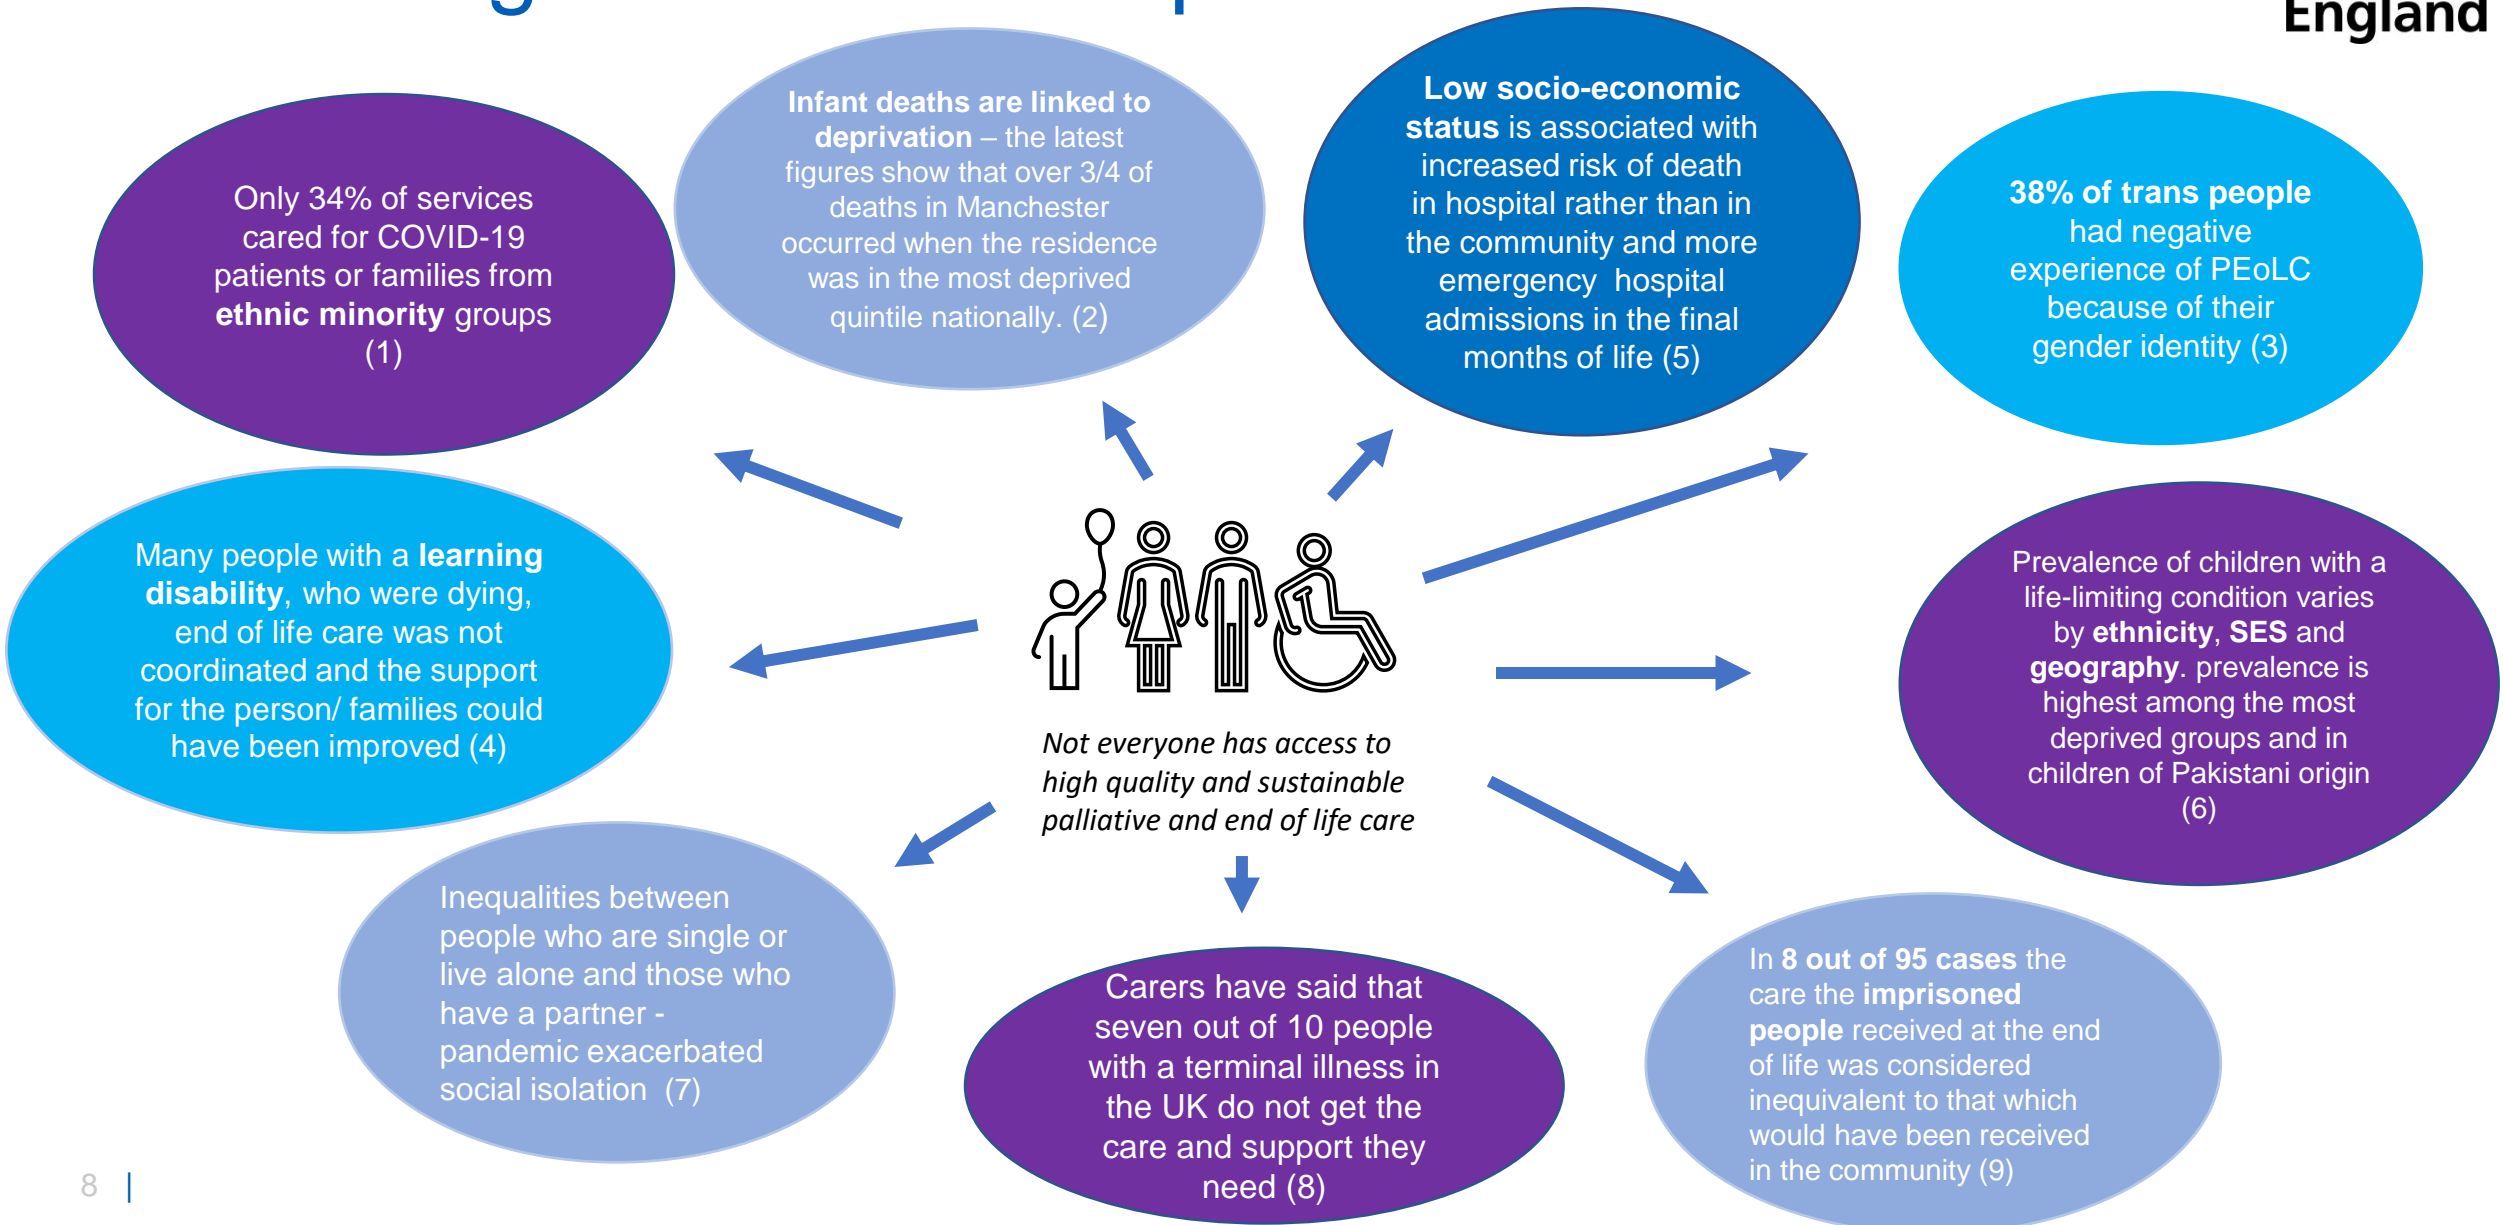 England
Only 34% of services
cared for COVID-19
patients or families from
ethnic minority groups
(1)
Infant deaths are linked to
deprivation – the latest
figures show that over 3/4 of
deaths in Manchester
occurred when the residence
was in the most deprived
quintile nationally. (2)
Low socio-economic
status is associated with
increased risk of death
in hospital rather than in
the community and more
emergency  hospital
admissions in the final
months of life (5)
38% of trans people
had negative
experience of PEoLC
because of their
gender identity (3)
Many people with a learning
disability, who were dying,
end of life care was not
coordinated and the support
for the person/ families could
have been improved (4)
Not everyone has access to
high quality and sustainable
palliative and end of life care
Prevalence of children with a
life-limiting condition varies
by ethnicity, SES and
geography. prevalence is
highest among the most
deprived groups and in
children of Pakistani origin
(6)
Inequalities between
people who are single or
live alone and those who
have a partner -
pandemic exacerbated
social isolation  (7)
Carers have said that
seven out of 10 people
with a terminal illness in
the UK do not get the
care and support they
need (8)
In 8 out of 95 cases the
care the imprisoned
people received at the end
of life was considered
inequivalent to that which
would have been received
in the community (9)
8 |